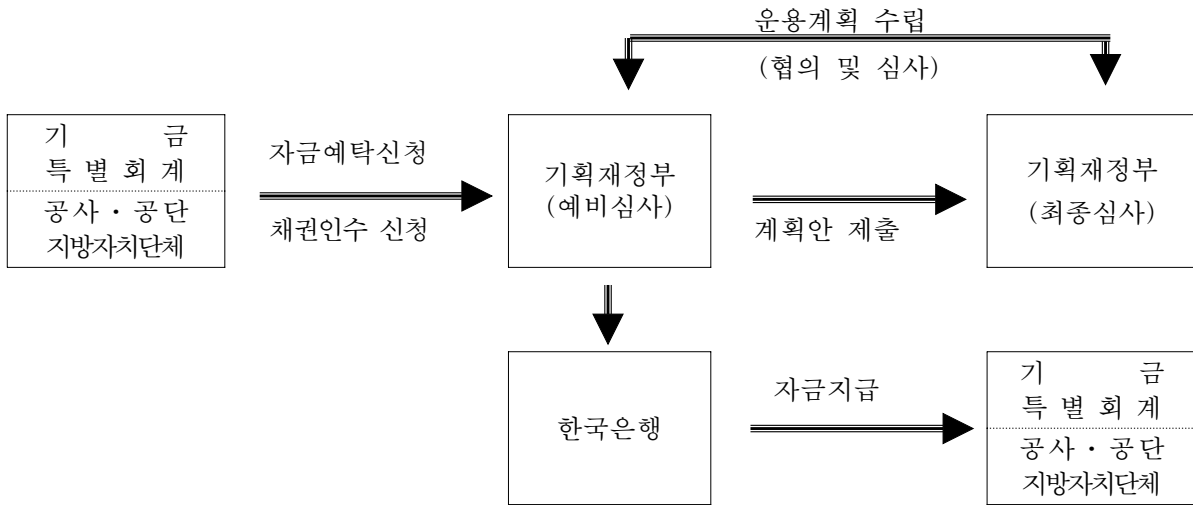 운용계획 수립
(협의 및 심사)
기 금
특 별 회 계
공사・공단
지방자치단체
자금예탁신청
채권인수 신청
기획재정부
(예비심사)
계획안 제출
기획재정부
(최종심사)
한국은행
자금지급
기 금
특 별 회 계
공사・공단
지방자치단체